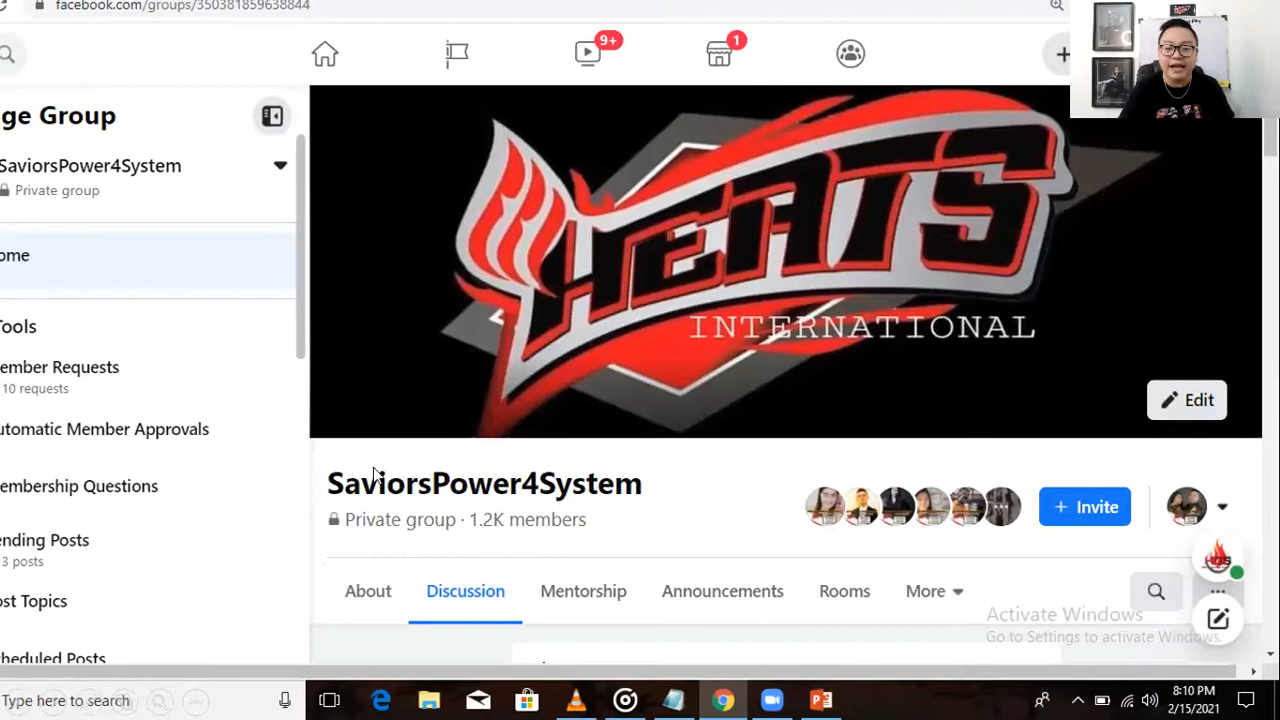 facebook.com/groups/350381859638844
9+
1
ge Group
SaviorsPower4System
Private group
ome
Tools
ember Requests
10 requests
utomatic Member Approvals
embership Questions
ending Posts
3 posts
ost Topics
cheduled Posts
HEATS
INTERNATIONAL
Edit
SaviorsPower4System
Private group · 1.2K members
+ Invite
About
Discussion
Mentorship
Announcements
Rooms
More
Activate Windows
Go to Settings to activate Windows.
Type here to search
8:10 PM
2/15/2021